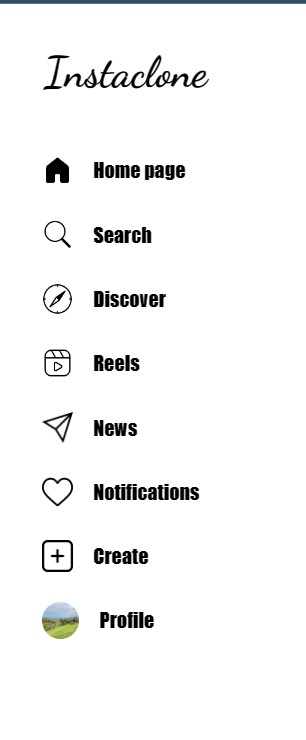 Instaclone
Home page
Search
Discover
Reels
News
Notifications
Create
Profile